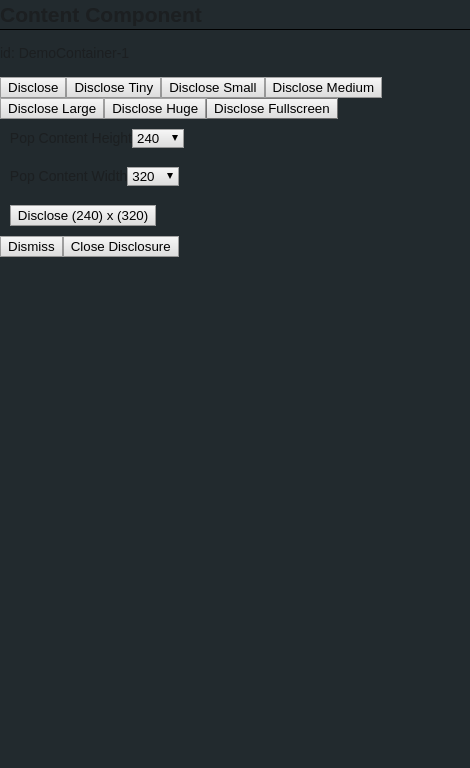 Content Component
id: DemoContainer-1
Disclose Disclose Tiny Disclose Small Disclose Medium
Disclose Large Disclose Huge Disclose Fullscreen
Pop Content Height 240
Pop Content Width 320
Disclose (240) x (320)
Dismiss Close Disclosure